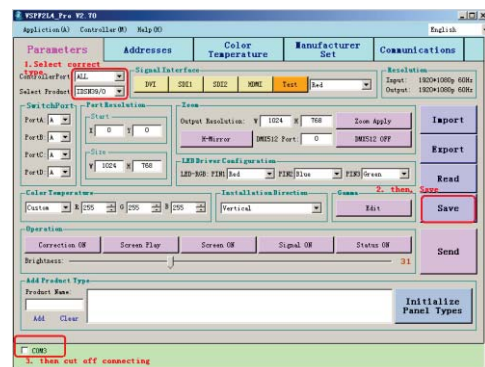 VSPF2L4_Pro V2.70
Appliction(A) Controller(M) Help(H)
English
Parameters Addresses Color Temperature Manufacturer Set Communications
1.Select correct type.
ControllerPort ALL
Select Product
Signal Interface
DVI SDI1 SDI2 HDMI Test Red
Resolution
Input: 1920*1080p 60Hz
Output: 1920*1080p 60Hz
SwitchPort
PortA A
PortB A
PortC A
PortD A
Port Resolution
Start
X 0 Y 0
Size
W 1024 H 768
Zoom
Output Resolution: W 1024 H 768 Zoom Apply
H-Mirror DMX512 Port: 0 DMX512 OFF
LED Driver Configuration
LED-RGB: PIN1 Red PIN2 Blue PIN3 Green
Import
Export
Read
Color Temperature
Custom R 255 G 255 B 255
Installation Direction
Vertical
Gamma
Edit
2. then, Save
Save
Operation
Correction ON Screen Play Screen ON Signal ON Status ON
Brightness: 31
Send
Add Product Type
Product Name:
Add Clear
Initialize Panel Types
COM3
3. then cut off connecting